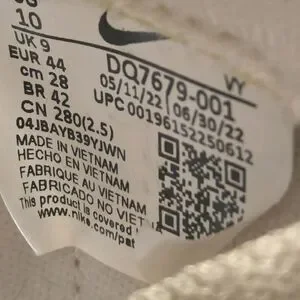 10
UK 9
EUR 44
cm 28
BR 42
CN 280(2.5)
04JBAYB39YJWN
MADE IN VIETNAM
HECHO EN VIETNAM
FABRIQUE AU VIETNAM
FABRICADO NO VIETNAM
This product is covered
www.nike.com/pat
DQ7679-001 VY
05/11/22 06/30/22
UPC 00196152250612